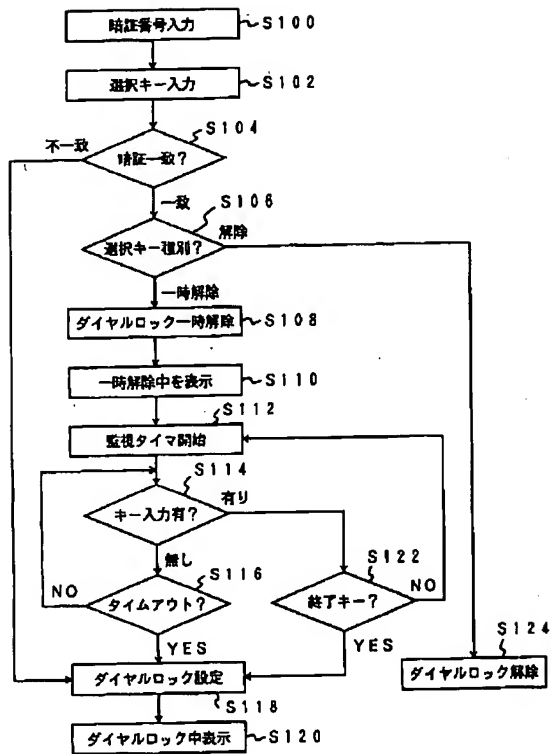 暗証番号入力 S100
選択キー入力 S102
S104
不一致
暗証一致?
一致
S106
選択キー種別?
解除
一時解除
ダイヤルロック一時解除 S108
一時解除中を表示 S110
S112
監視タイマ開始
S114
キー入力有?
有り
無し
S116
S122
NO
タイムアウト?
終了キー?
NO
YES
YES
S124
ダイヤルロック設定
ダイヤルロック解除
S118
ダイヤルロック中表示 S120